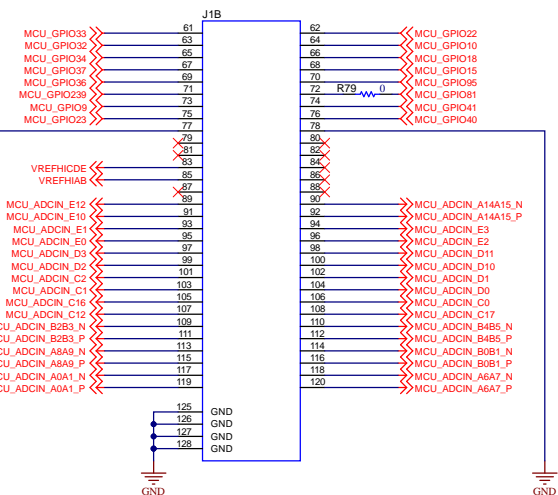 J1B
MCU_GPIO33 61 62 MCU_GPIO22
MCU_GPIO32 63 64 MCU_GPIO10
MCU_GPIO34 65 66 MCU_GPIO18
MCU_GPIO37 67 68 MCU_GPIO15
MCU_GPIO36 69 70 MCU_GPIO95
MCU_GPIO239 71 72 R79 0 MCU_GPIO81
MCU_GPIO9 73 74 MCU_GPIO41
MCU_GPIO23 75 76 MCU_GPIO40
77 78
79 80
81 82
VREFHICDE 83 84
VREFHIAB 85 86
87 88
MCU_ADCIN_E12 89 90 MCU_ADCIN_A14A15_N
MCU_ADCIN_E10 91 92 MCU_ADCIN_A14A15_P
MCU_ADCIN_E1 93 94 MCU_ADCIN_E3
MCU_ADCIN_E0 95 96 MCU_ADCIN_E2
MCU_ADCIN_D3 97 98 MCU_ADCIN_D11
MCU_ADCIN_D2 99 100 MCU_ADCIN_D10
MCU_ADCIN_C2 101 102 MCU_ADCIN_D1
MCU_ADCIN_C1 103 104 MCU_ADCIN_D0
MCU_ADCIN_C16 105 106 MCU_ADCIN_C0
MCU_ADCIN_C12 107 108 MCU_ADCIN_C17
CU_ADCIN_B2B3_N 109 110 MCU_ADCIN_B4B5_N
CU_ADCIN_B2B3_P 111 112 MCU_ADCIN_B4B5_P
CU_ADCIN_A8A9_N 113 114 MCU_ADCIN_B0B1_N
CU_ADCIN_A8A9_P 115 116 MCU_ADCIN_B0B1_P
CU_ADCIN_A0A1_N 117 118 MCU_ADCIN_A6A7_N
CU_ADCIN_A0A1_P 119 120 MCU_ADCIN_A6A7_P
125 GND
126 GND
127 GND
128 GND
GND GND